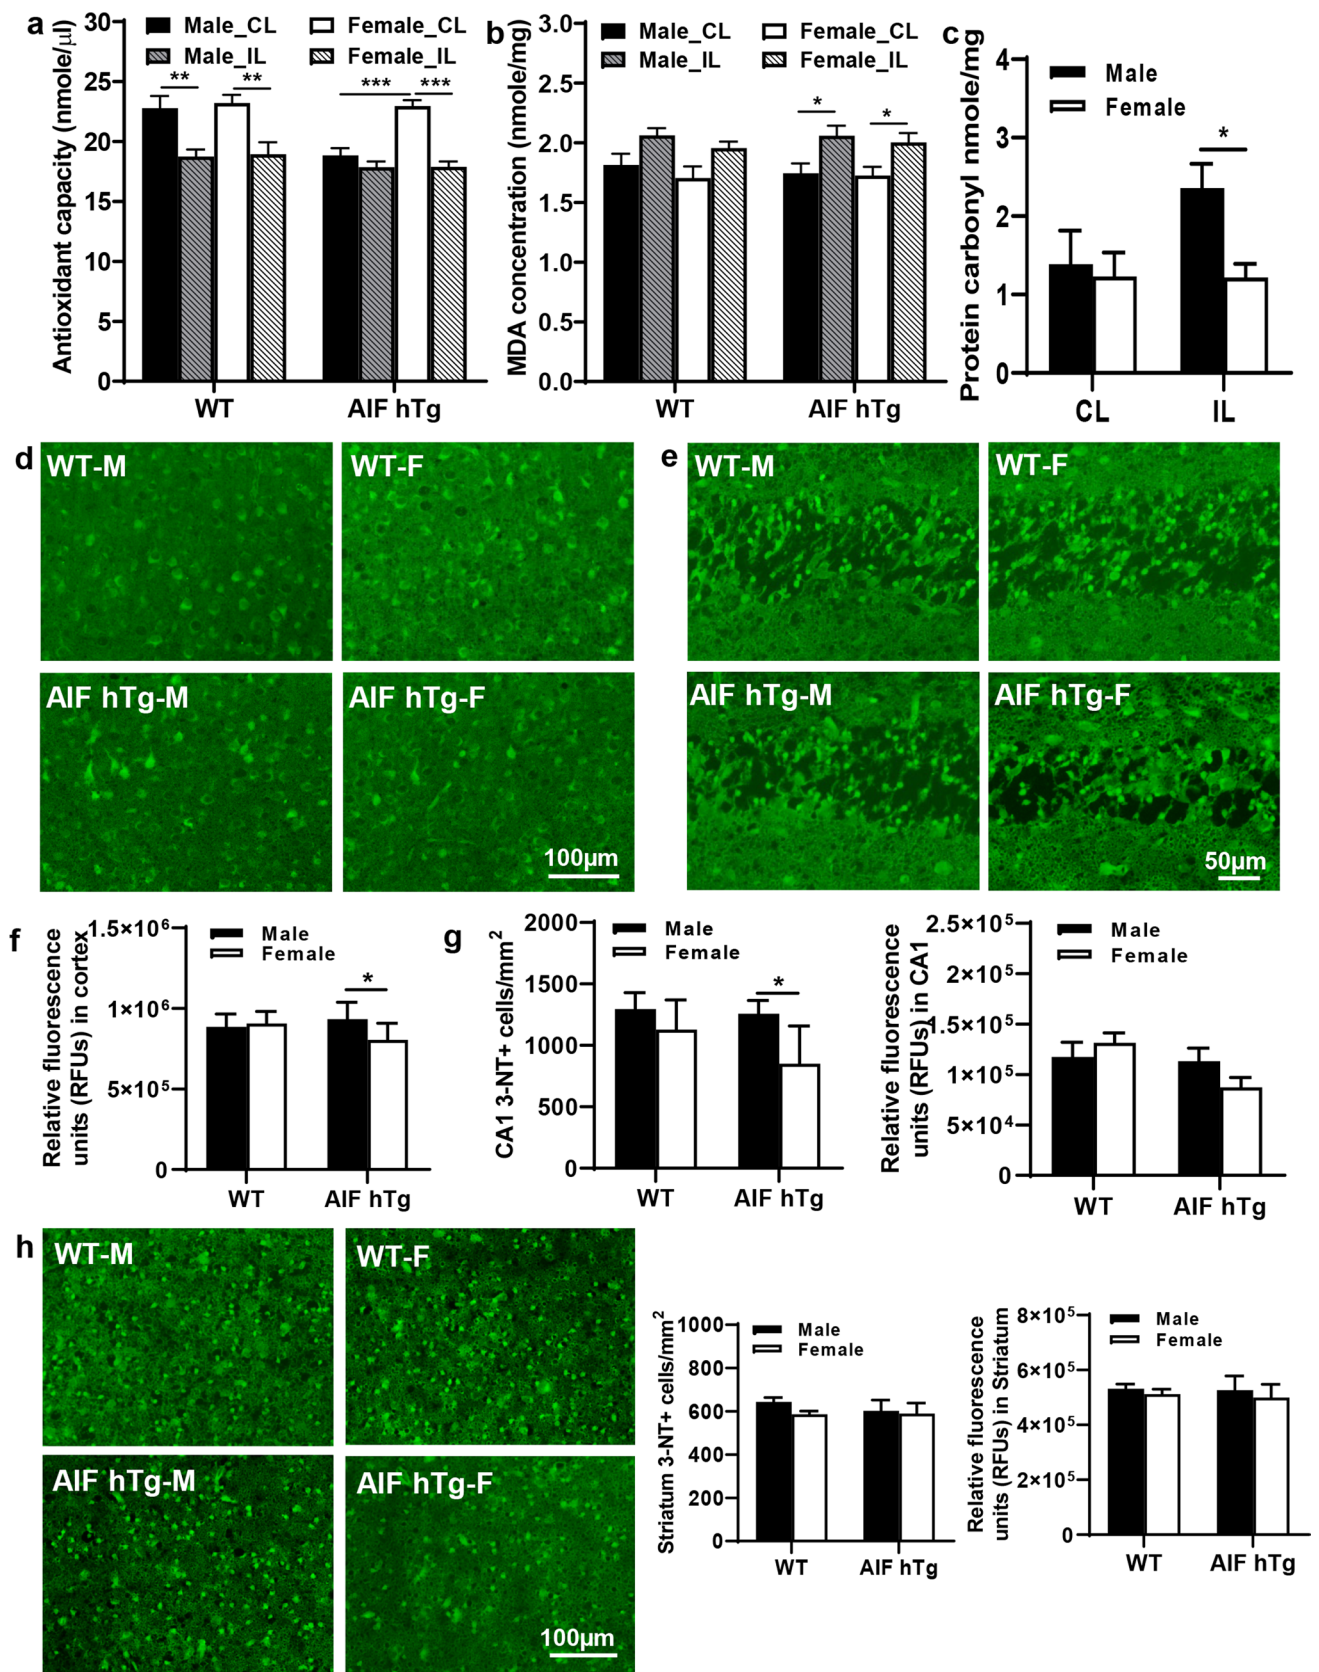 a
Antioxidant capacity (nmole/µl)
30
25
20
15
10
5
0
Male_CL
Female_CL
Male_IL
Female_IL
**
**
***
***
WT
AIF hTg
b
MDA concentration (nmole/mg)
3.0
2.5
2.0
1.5
1.0
0.5
0.0
Male_CL
Female_CL
Male_IL
Female_IL
*
*
WT
AIF hTg
c
Protein carbonyl nmole/mg
4
3
2
1
0
Male
Female
*
CL
IL
d
WT-M
WT-F
AIF hTg-M
AIF hTg-F
100µm
e
WT-M
WT-F
AIF hTg-M
AIF hTg-F
50µm
f
Relative fluorescence
units (RFUs) in cortex
1.5×10⁶
1×10⁶
5×10⁵
0
Male
Female
*
WT
AIF hTg
g
CA1 3-NT+ cells/mm²
2000
1500
1000
500
0
Male
Female
*
WT
AIF hTg
Relative fluorescence
units (RFUs) in CA1
2.5×10⁵
2×10⁵
1.5×10⁵
1×10⁵
5×10⁴
0
Male
Female
WT
AIF hTg
h
WT-M
WT-F
AIF hTg-M
AIF hTg-F
100µm
Striatum 3-NT+ cells/mm²
1000
800
600
400
200
0
Male
Female
WT
AIF hTg
Relative fluorescence
units (RFUs) in Striatum
8×10⁵
6×10⁵
4×10⁵
2×10⁵
0
Male
Female
WT
AIF hTg